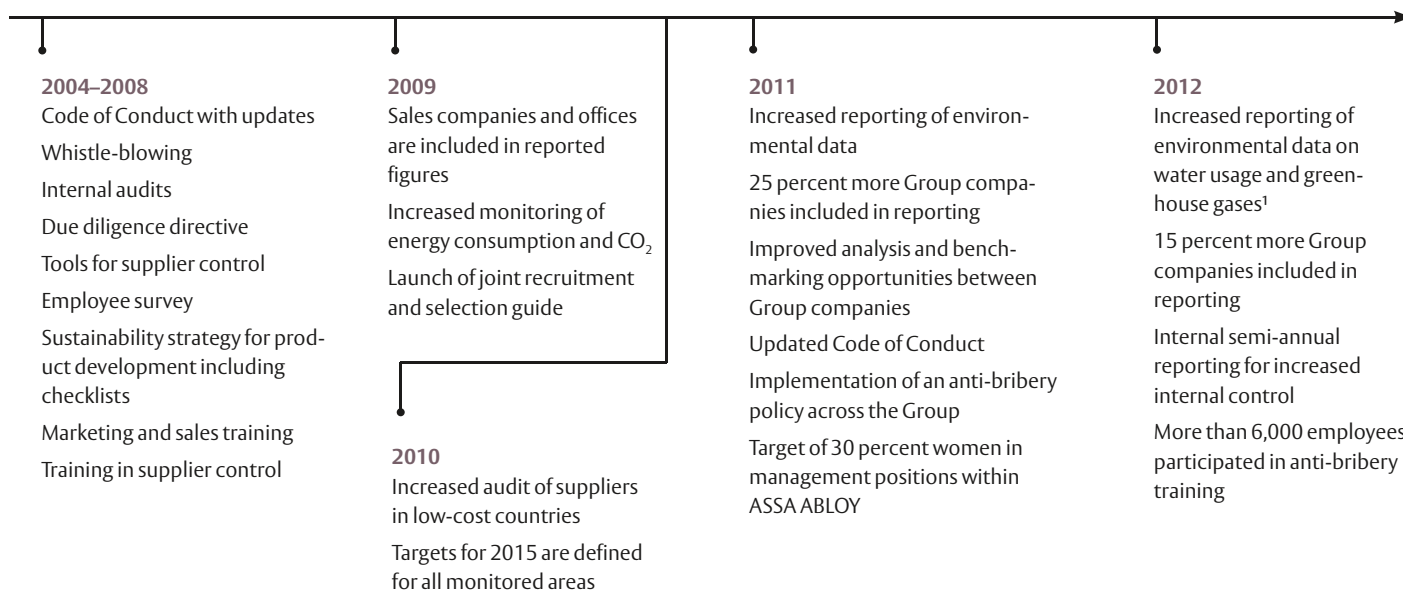 2004–2008
Code of Conduct with updates
Whistle-blowing
Internal audits
Due diligence directive
Tools for supplier control
Employee survey
Sustainability strategy for prod-
uct development including
checklists
Marketing and sales training
Training in supplier control
2009
Sales companies and offices
are included in reported
figures
Increased monitoring of
energy consumption and CO₂
Launch of joint recruitment
and selection guide
2010
Increased audit of suppliers
in low-cost countries
Targets for 2015 are defined
for all monitored areas
2011
Increased reporting of environ-
mental data
25 percent more Group compa-
nies included in reporting
Improved analysis and bench-
marking opportunities between
Group companies
Updated Code of Conduct
Implementation of an anti-bribery
policy across the Group
Target of 30 percent women in
management positions within
ASSA ABLOY
2012
Increased reporting of
environmental data on
water usage and green-
house gases¹
15 percent more Group
companies included in
reporting
Internal semi-annual
reporting for increased
internal control
More than 6,000 employees
participated in anti-bribery
training